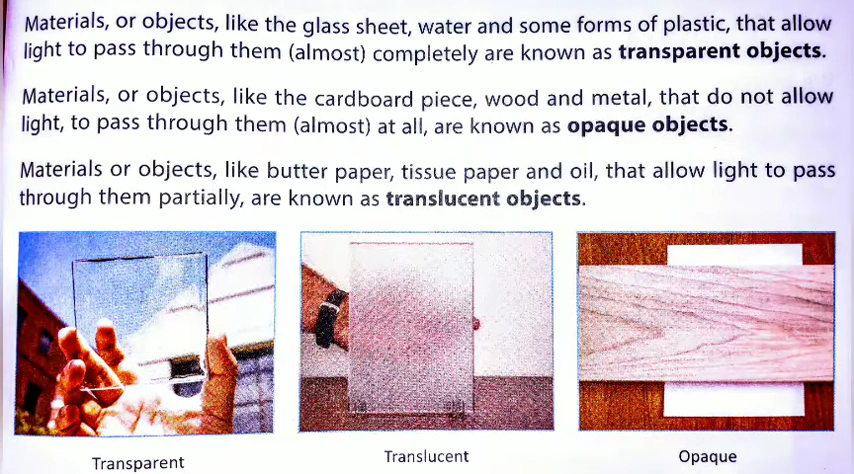 Materials, or objects, like the glass sheet, water and some forms of plastic, that allow
light to pass through them (almost) completely are known as transparent objects.
Materials, or objects, like the cardboard piece, wood and metal, that do not allow
light, to pass through them (almost) at all, are known as opaque objects.
Materials or objects, like butter paper, tissue paper and oil, that allow light to pass
through them partially, are known as translucent objects.
Transparent
Translucent
Opaque